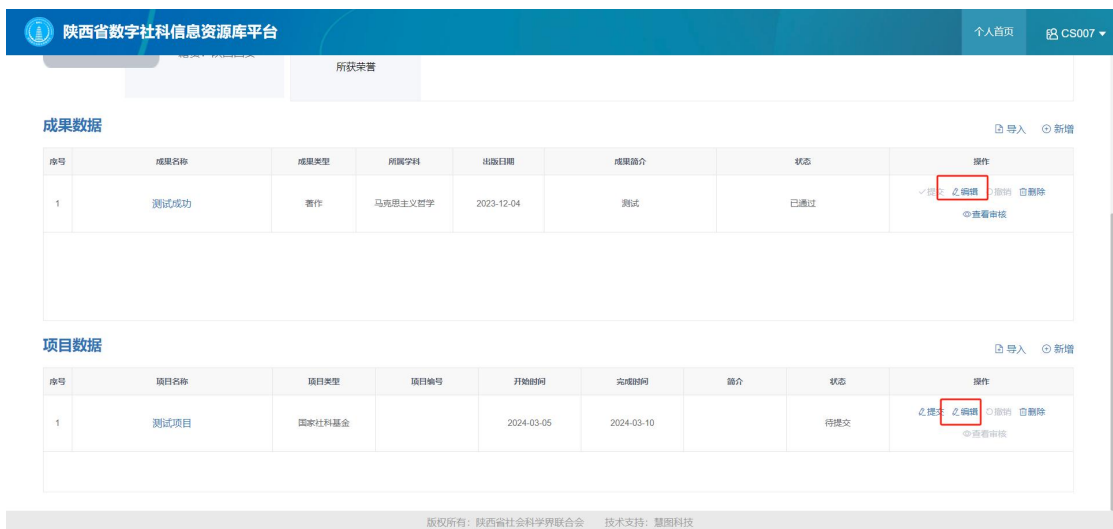 陕西省数字社科信息资源库平台 个人首页 CS007
所获荣誉
成果数据 导入 新增
序号 成果名称 成果类型 所属学科 出版日期 成果简介 状态 操作
1 测试成功 著作 马克思主义哲学 2023-12-04 测试 已通过 提交 编辑 撤销 删除
查看审核
项目数据 导入 新增
序号 项目名称 项目类型 项目编号 开始时间 完成时间 简介 状态 操作
1 测试项目 国家社科基金 2024-03-05 2024-03-10 待提交 提交 编辑 撤销 删除
查看审核
版权所有：陕西省社会科学界联合会 技术支持：慧图科技